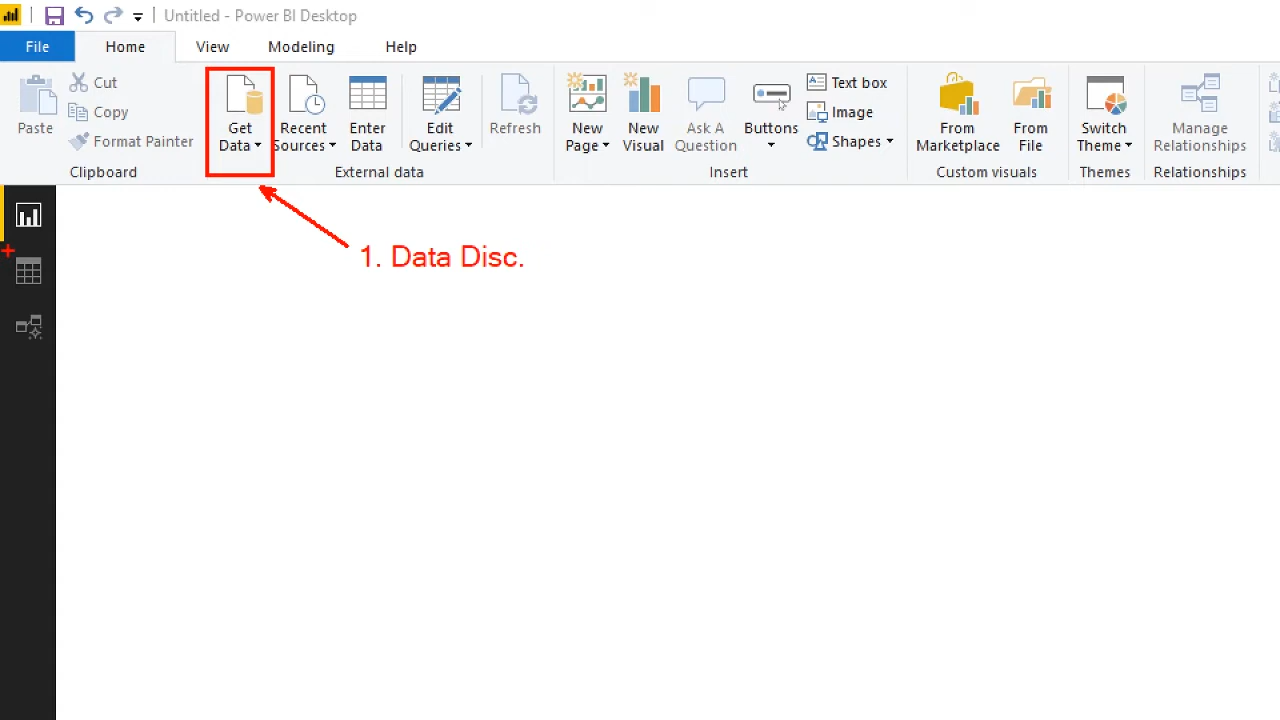 Untitled - Power BI Desktop
File Home View Modeling Help
Paste
Cut
Copy
Format Painter
Clipboard
Get
Data
Recent
Sources
Enter
Data
Edit
Queries
Refresh
External data
New
Page
New
Visual
Ask A
Question
Buttons
Text box
Image
Shapes
Insert
From
Marketplace
From
File
Custom visuals
Switch
Theme
Themes
Manage
Relationships
Relationships
1. Data Disc.